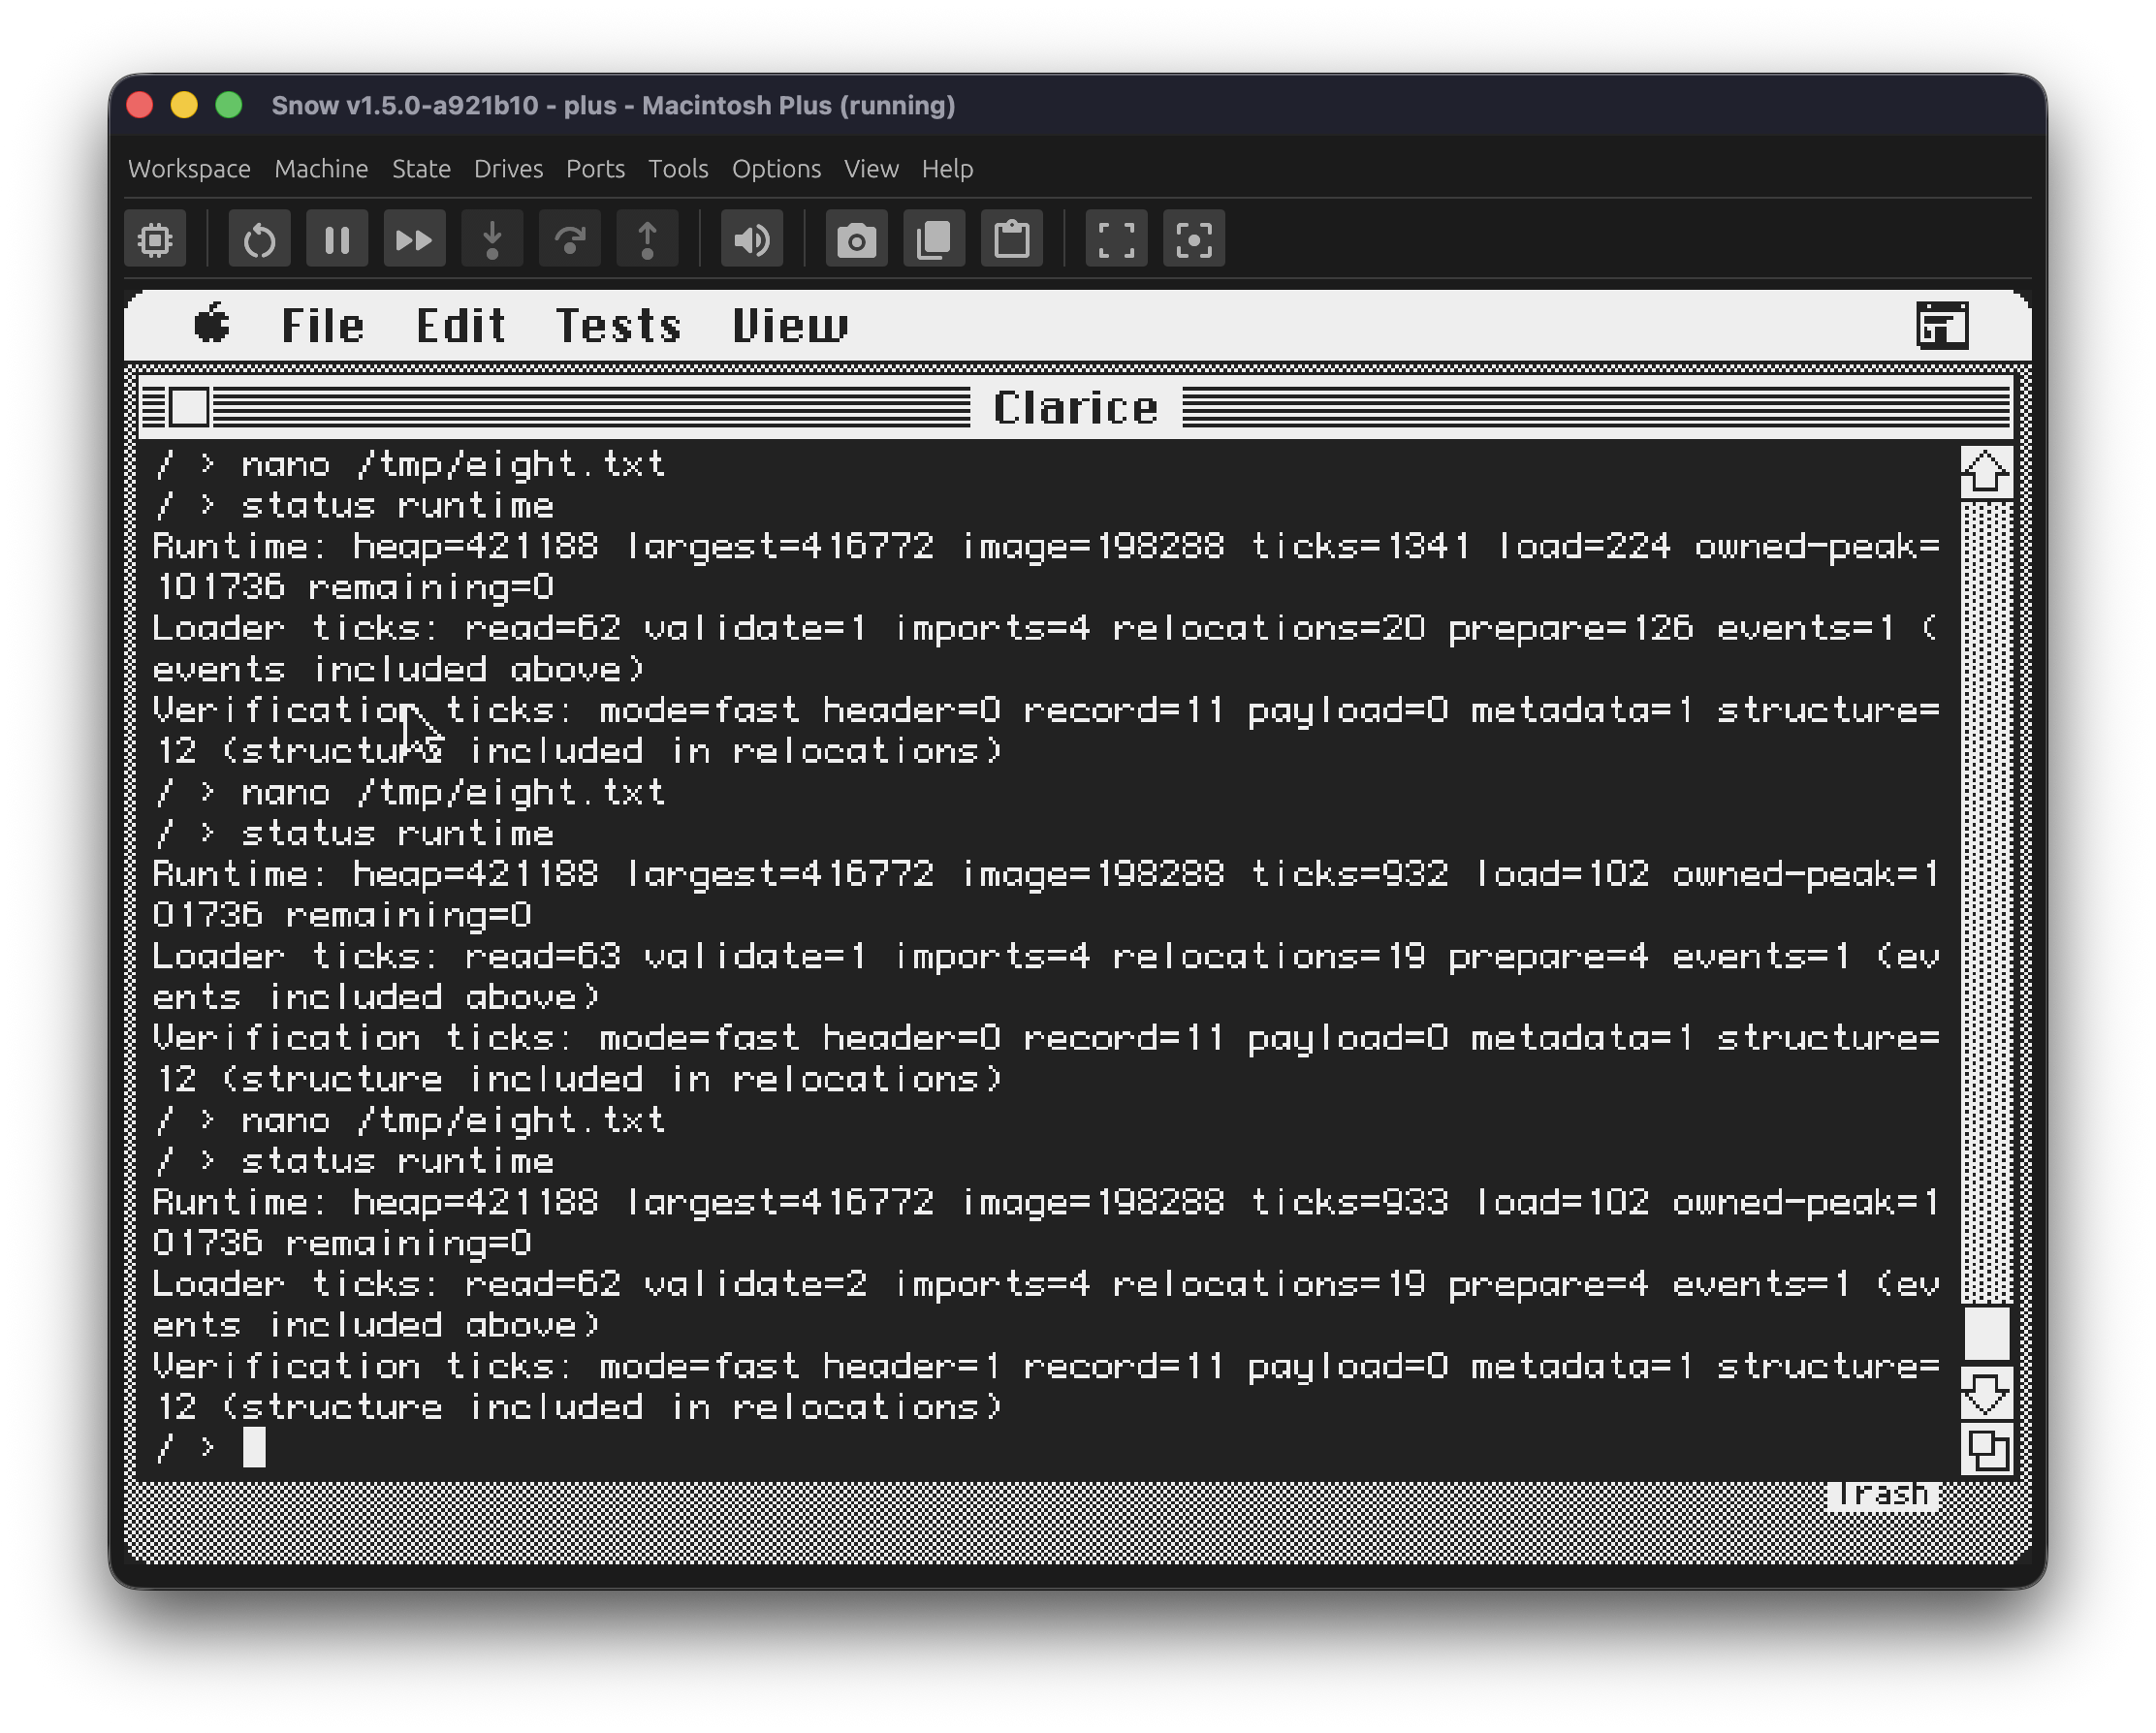 Snow v1.5.0-a921b10 - plus - Macintosh Plus (running)
Workspace Machine State Drives Ports Tools Options View Help
File Edit Tests View
Clarice
/ > nano /tmp/eight.txt
/ > status runtime
Runtime: heap=421188 largest=416772 image=198288 ticks=1341 load=224 owned-peak=
101736 remaining=0
Loader ticks: read=62 validate=1 imports=4 relocations=20 prepare=126 events=1 (
events included above)
Verification ticks: mode=fast header=0 record=11 payload=0 metadata=1 structure=
12 (structure included in relocations)
/ > nano /tmp/eight.txt
/ > status runtime
Runtime: heap=421188 largest=416772 image=198288 ticks=932 load=102 owned-peak=1
01736 remaining=0
Loader ticks: read=63 validate=1 imports=4 relocations=19 prepare=4 events=1 (ev
ents included above)
Verification ticks: mode=fast header=0 record=11 payload=0 metadata=1 structure=
12 (structure included in relocations)
/ > nano /tmp/eight.txt
/ > status runtime
Runtime: heap=421188 largest=416772 image=198288 ticks=933 load=102 owned-peak=1
01736 remaining=0
Loader ticks: read=62 validate=2 imports=4 relocations=19 prepare=4 events=1 (ev
ents included above)
Verification ticks: mode=fast header=1 record=11 payload=0 metadata=1 structure=
12 (structure included in relocations)
/ >
Trash